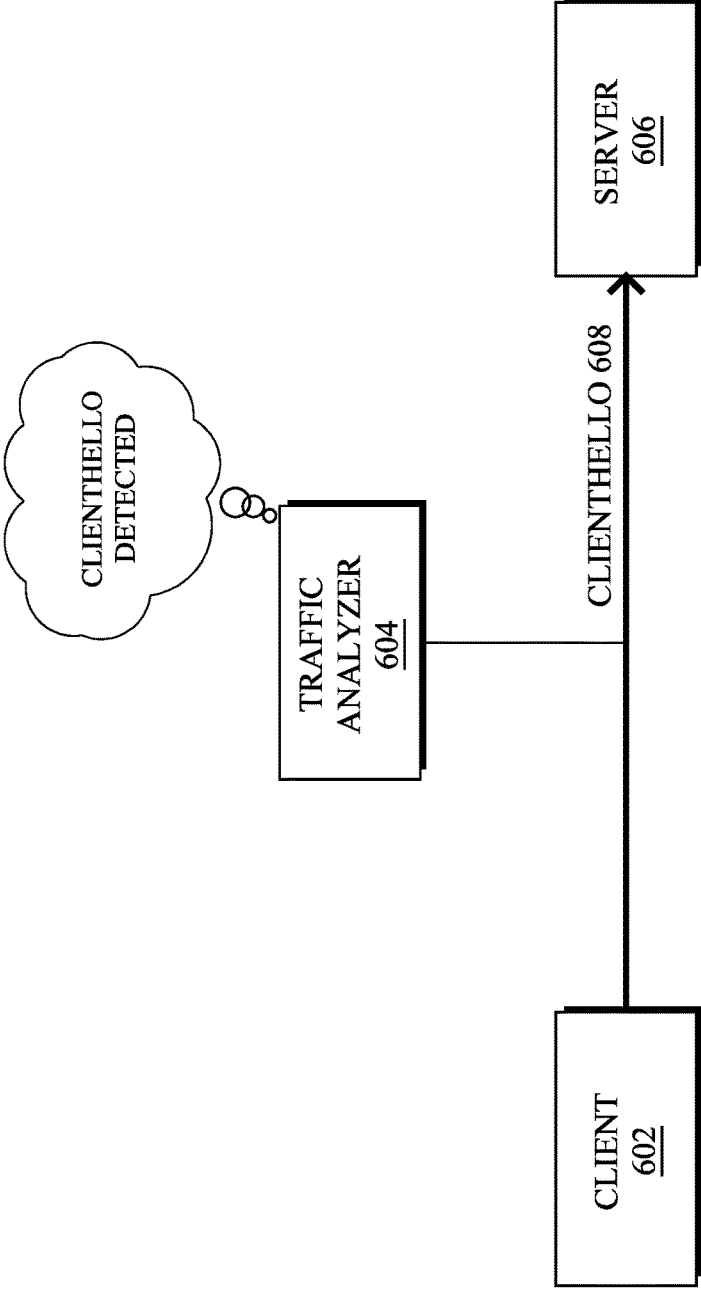 CLIENTHELLO
DETECTED
TRAFFIC
ANALYZER
604
CLIENTHELLO 608
CLIENT
602
SERVER
606